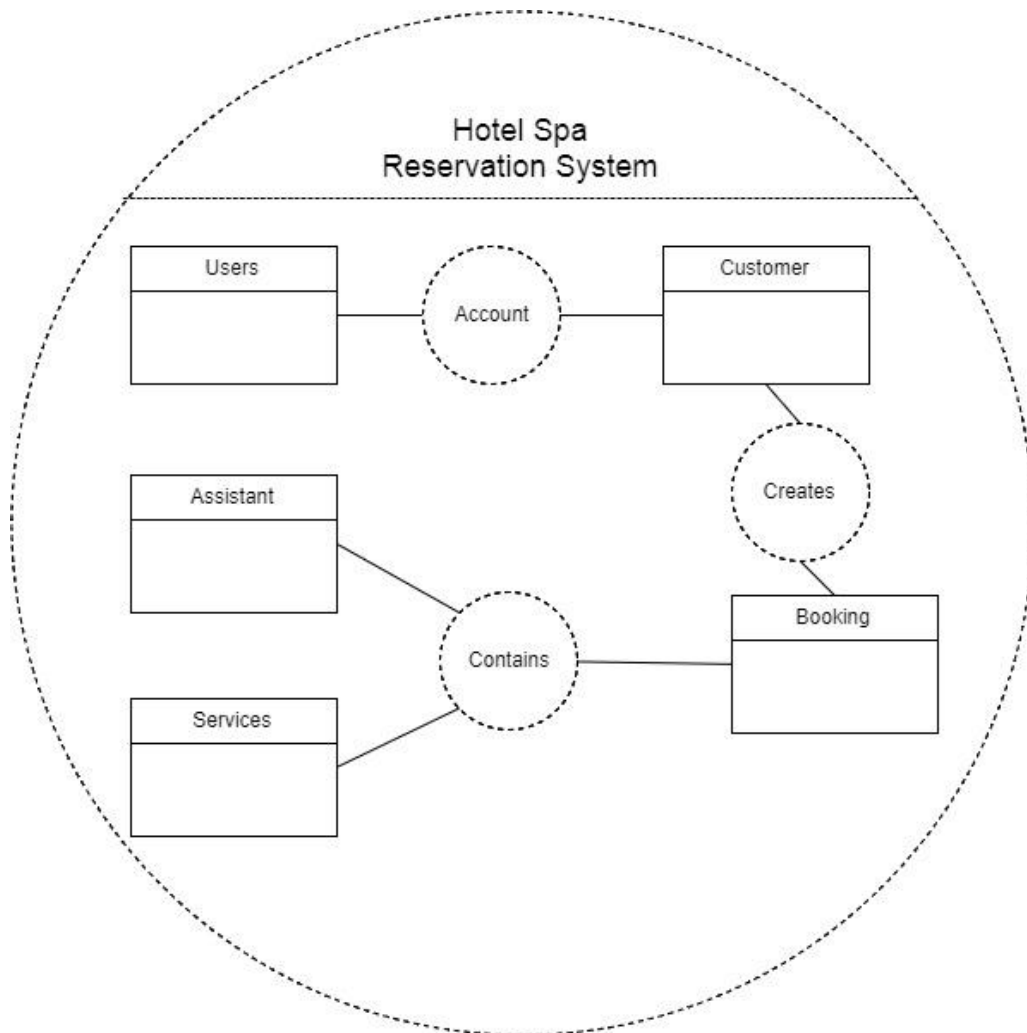 Hotel Spa
Reservation System
Users
Account
Customer
Creates
Assistant
Booking
Contains
Services